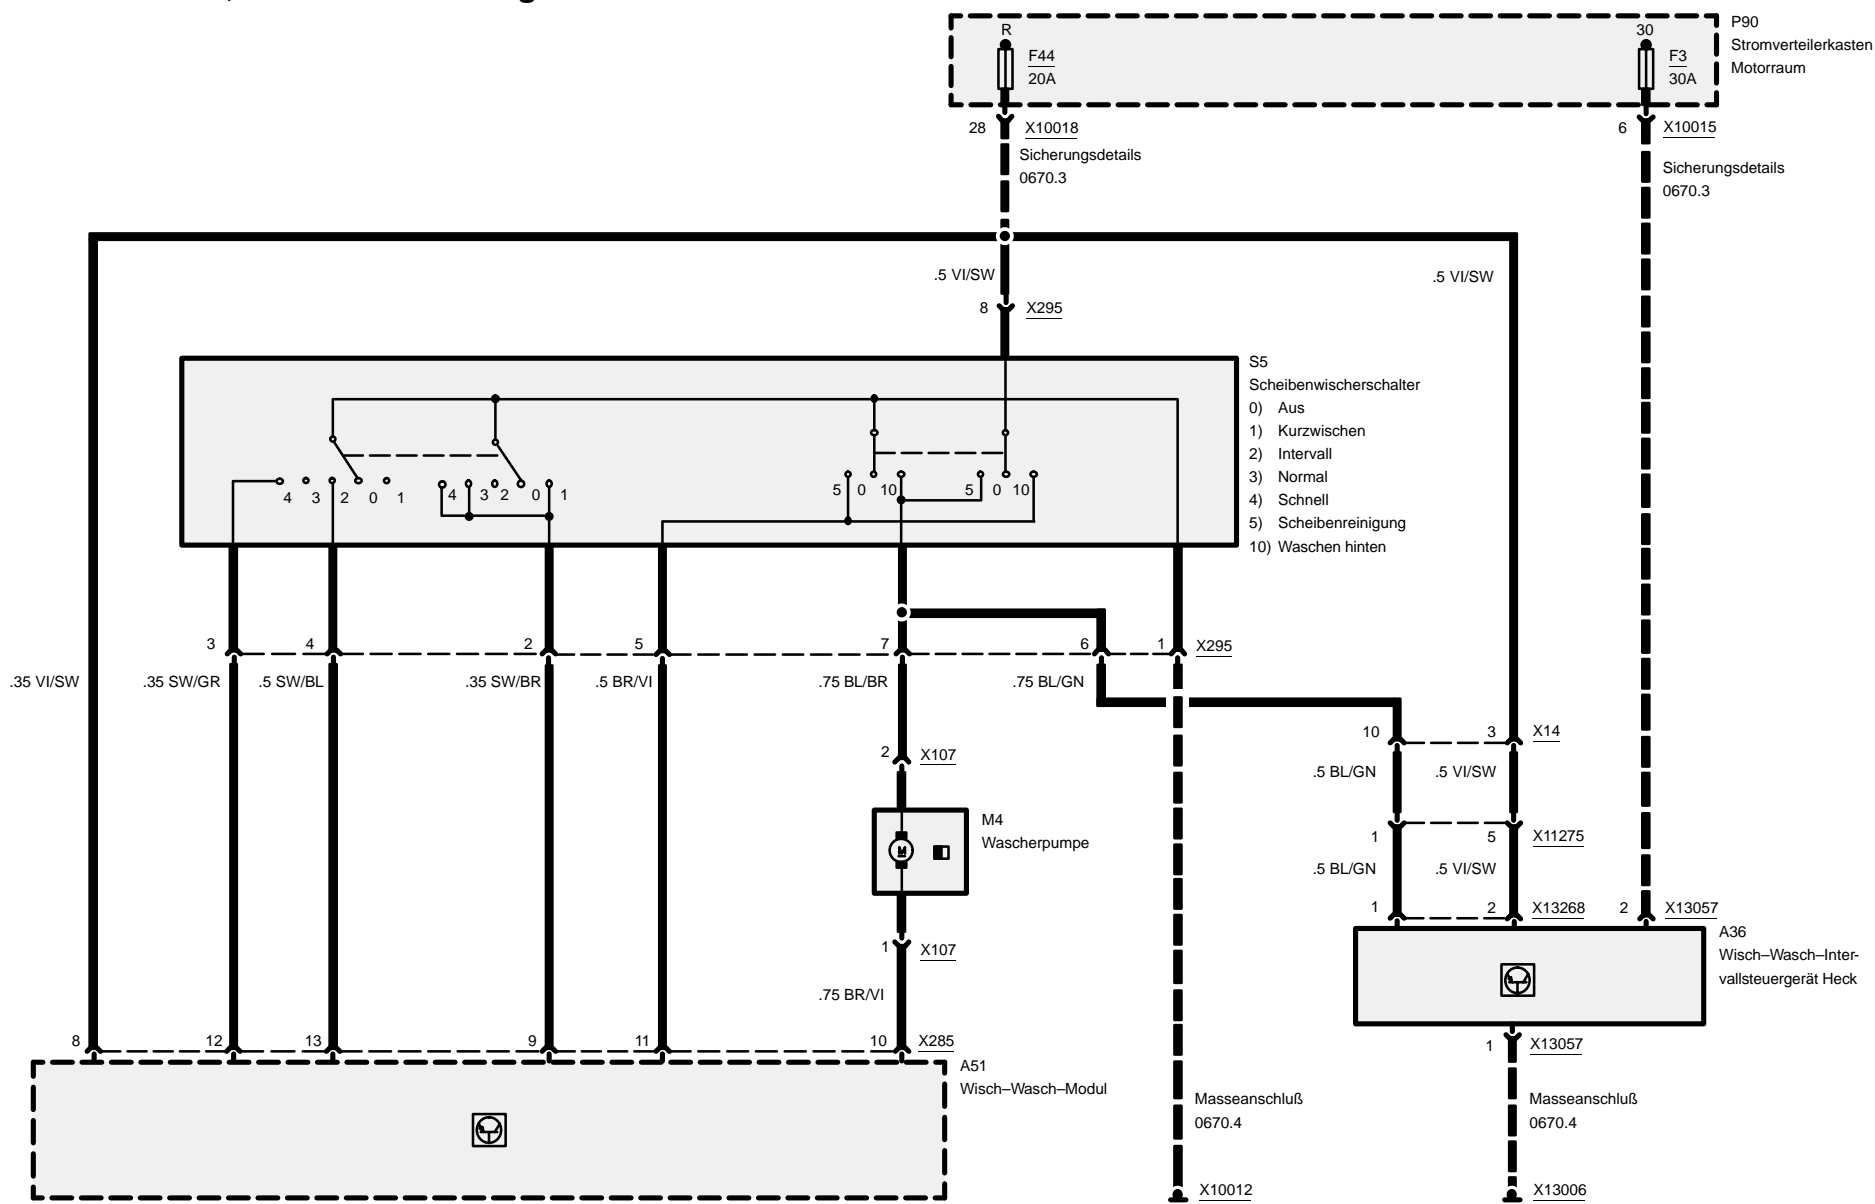 P90
R
30
Stromverteilerkasten
F44
F3
Motorraum
20A
30A
28 X10018
6 X10015
Sicherungsdetails
0670.3
Sicherungsdetails
0670.3
.5 VI/SW
.5 VI/SW
8 X295
S5
Scheibenwischerschalter
0) Aus
1) Kurzwischen
2) Intervall
3) Normal
4) Schnell
5) Scheibenreinigung
10) Waschen hinten
4 3 2 0 1
4 3 2 0 1
5 0 10
5 0 10
3 4 2 5 7 6 1 X295
.35 VI/SW .35 SW/GR .5 SW/BL .35 SW/BR .5 BR/VI .75 BL/BR .75 BL/GN
10 3 X14
2 X107
.5 BL/GN .5 VI/SW
M4
Wascherpumpe
M
1 5 X11275
.5 BL/GN .5 VI/SW
1 2 X13268 2 X13057
A36
Wisch–Wasch–Inter-
vallsteuergerät Heck
1 X107
.75 BR/VI
8 12 13 9 11 10 X285
1 X13057
A51
Wisch–Wasch–Modul
Masseanschluß
0670.4
Masseanschluß
0670.4
X10012
X13006